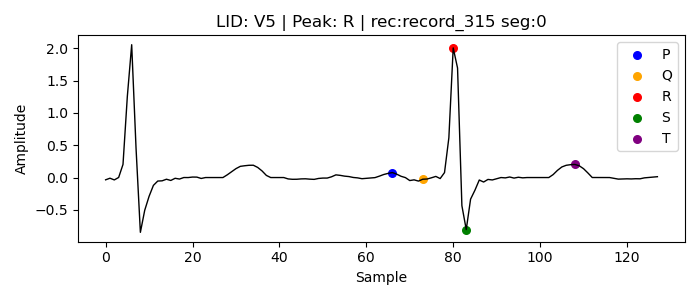 LID: V5 | Peak: R | rec:record_315 seg:0
Amplitude
2.0
1.5
1.0
0.5
0.0
−0.5
0 20 40 60 80 100 120
Sample
P
Q
R
S
T